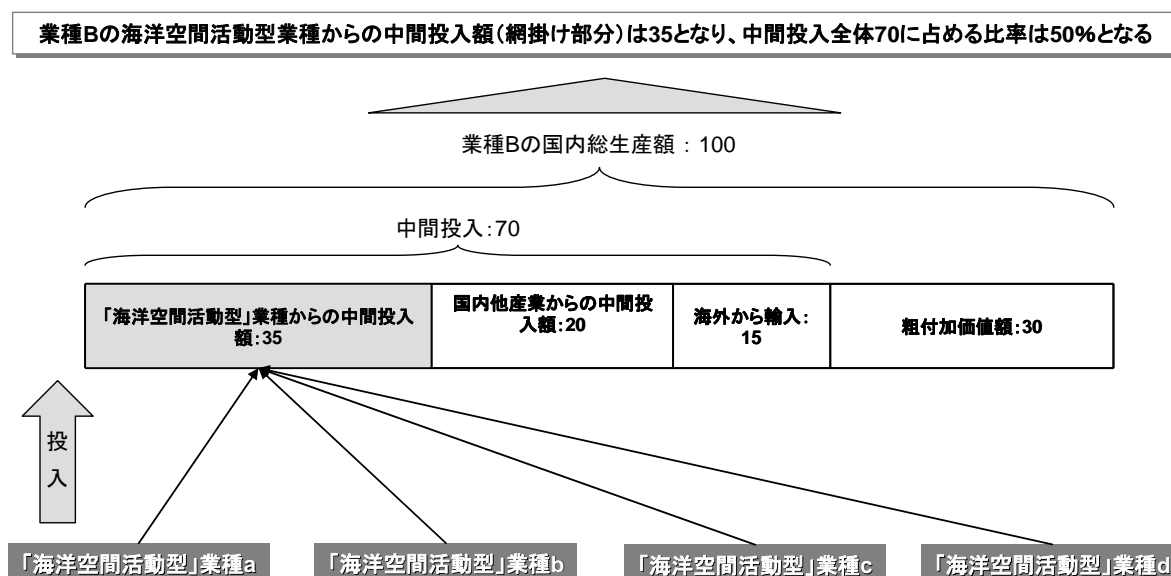 業種Bの海洋空間活動型業種からの中間投入額(網掛け部分)は35となり、中間投入全体70に占める比率は50%となる
業種Bの国内総生産額：100
中間投入：70
「海洋空間活動型」業種からの中間投入
額：35
国内他産業からの中間投
入額：20
海外から輸入：
15
粗付加価値額：30
投
入
「海洋空間活動型」業種a
「海洋空間活動型」業種b
「海洋空間活動型」業種c
「海洋空間活動型」業種d